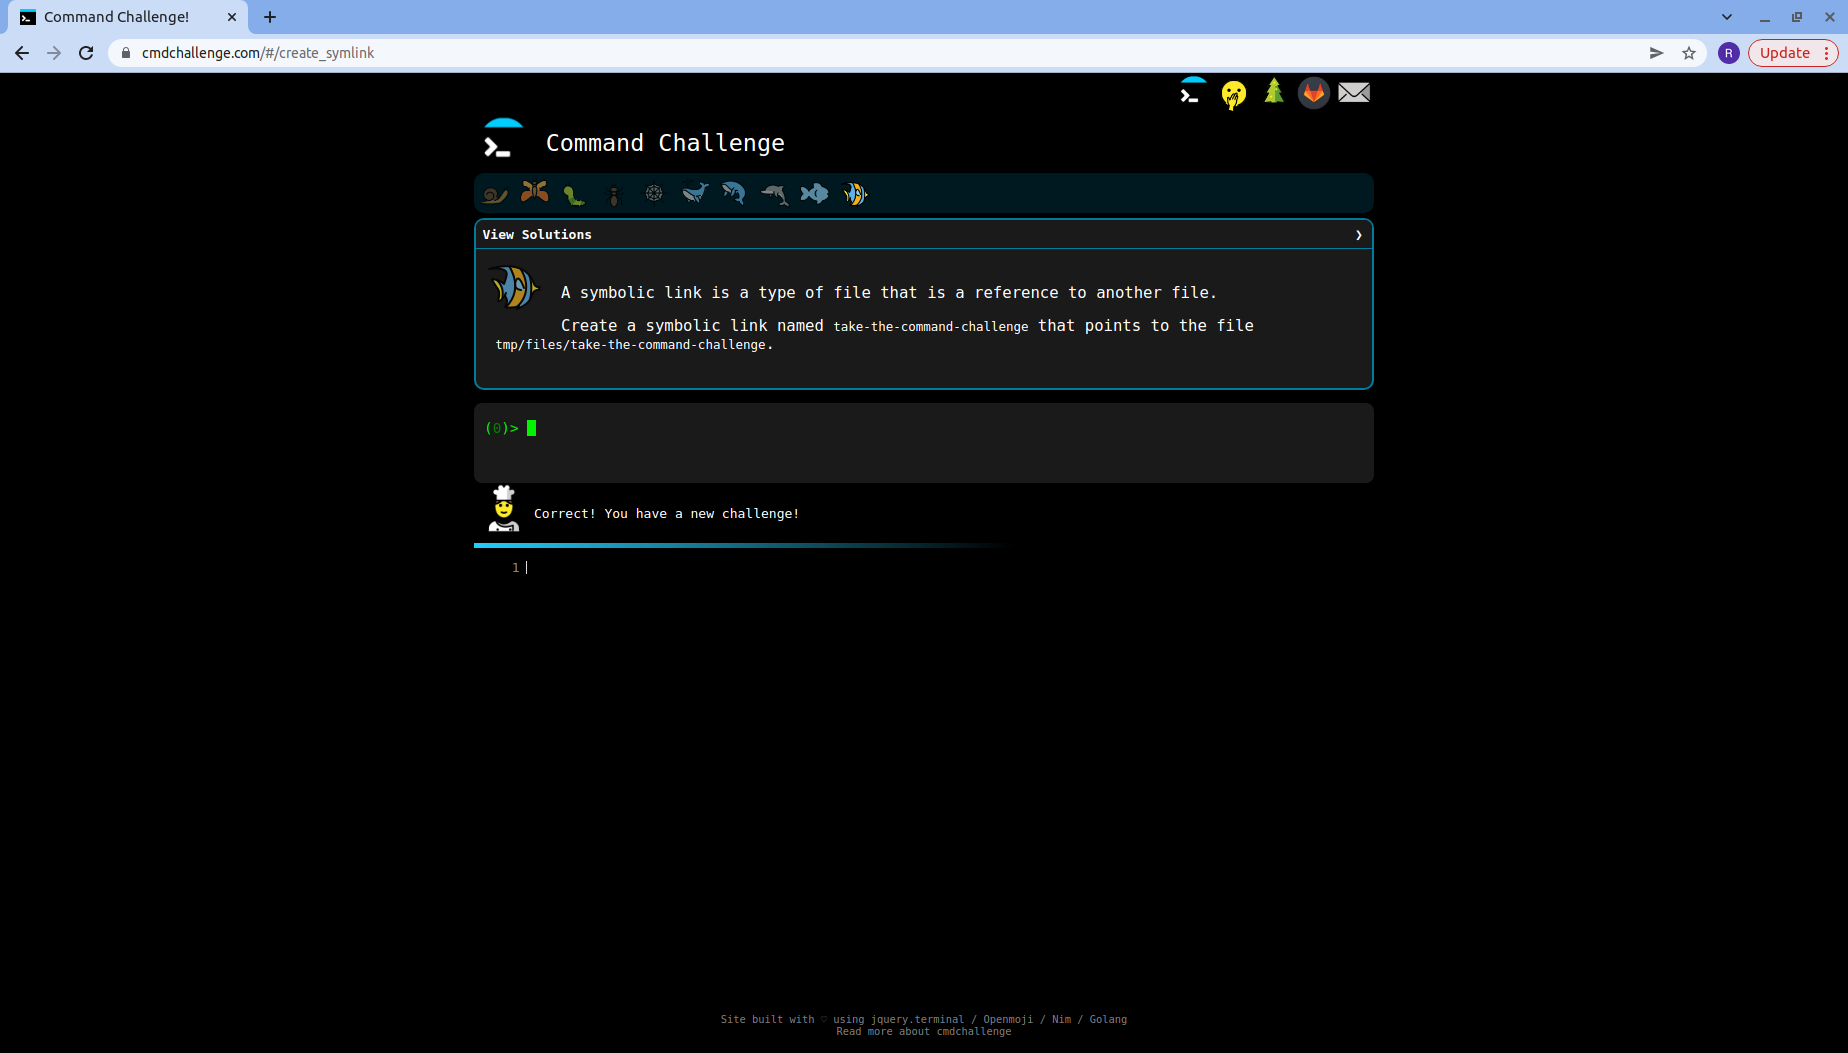 Command Challenge!
cmdchallenge.com/#/create_symlink
R
Update
Command Challenge
View Solutions
A symbolic link is a type of file that is a reference to another file.
Create a symbolic link named take-the-command-challenge that points to the file
tmp/files/take-the-command-challenge.
(0)>
Correct! You have a new challenge!
1
Site built with ♡ using jquery.terminal / Openmoji / Nim / Golang
Read more about cmdchallenge